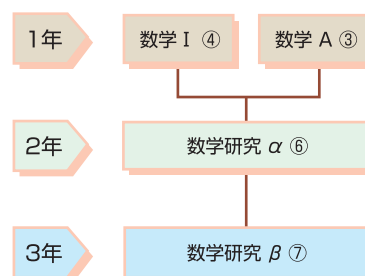 1年 数学Ⅰ ④ 数学 A ③
2年 数学研究 α ⑥
3年 数学研究 β ⑦